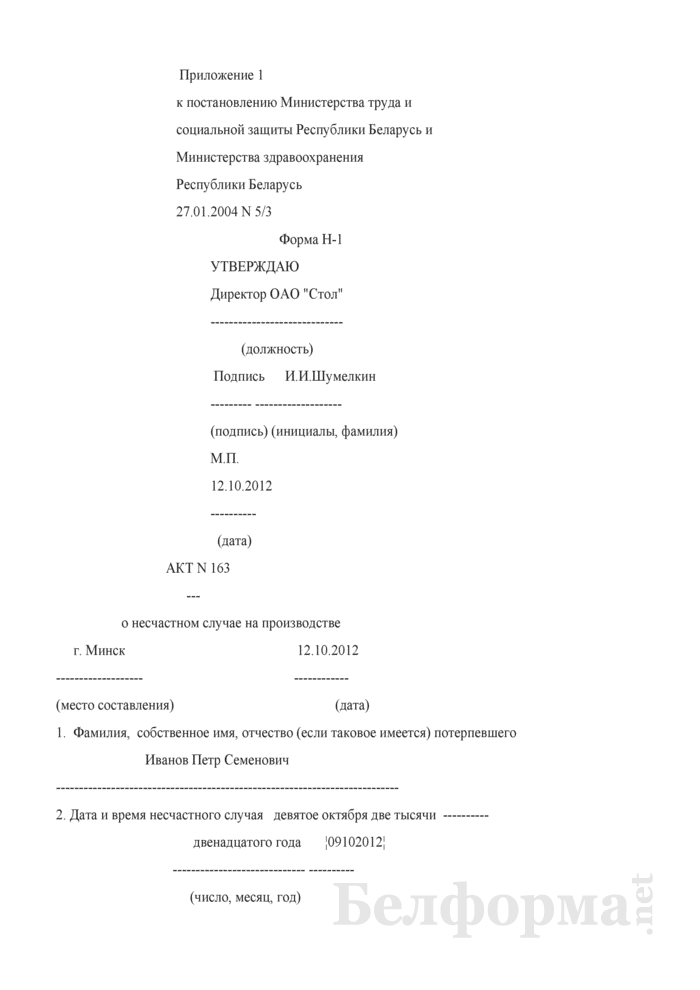 Приложение 1
к постановлению Министерства труда и
социальной защиты Республики Беларусь и
Министерства здравоохранения
Республики Беларусь
27.01.2004 N 5/3
Форма Н-1
УТВЕРЖДАЮ
Директор ОАО "Стол"
-----------------------------
(должность)
Подпись И.И.Шумелкин
--------- -------------------
(подпись) (инициалы, фамилия)
М.П.
12.10.2012
----------
(дата)
АКТ N 163
---
о несчастном случае на производстве
г. Минск 12.10.2012
------------------- ------------
(место составления) (дата)
1. Фамилия, собственное имя, отчество (если таковое имеется) потерпевшего
Иванов Петр Семенович
---------------------------------------------------------------------------
2. Дата и время несчастного случая девятое октября две тысячи ----------
двенадцатого года ¦09102012¦
----------------------------- ----------
(число, месяц, год)
Белформа.net